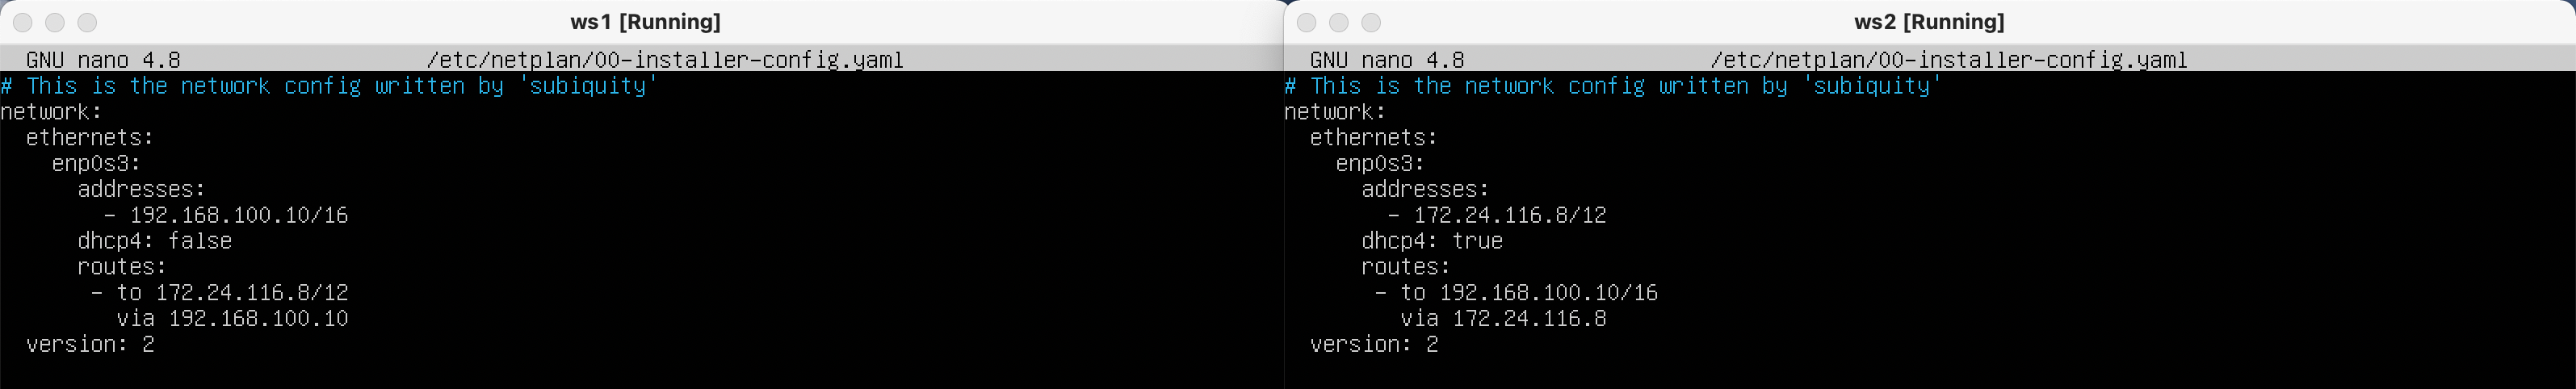 ws1 [Running]
GNU nano 4.8 /etc/netplan/00-installer-config.yaml
# This is the network config written by 'subiquity'
network:
  ethernets:
    enp0s3:
      addresses:
        - 192.168.100.10/16
      dhcp4: false
      routes:
       - to 172.24.116.8/12
         via 192.168.100.10
  version: 2
ws2 [Running]
GNU nano 4.8 /etc/netplan/00-installer-config.yaml
# This is the network config written by 'subiquity'
network:
  ethernets:
    enp0s3:
      addresses:
        - 172.24.116.8/12
      dhcp4: true
      routes:
       - to 192.168.100.10/16
         via 172.24.116.8
  version: 2